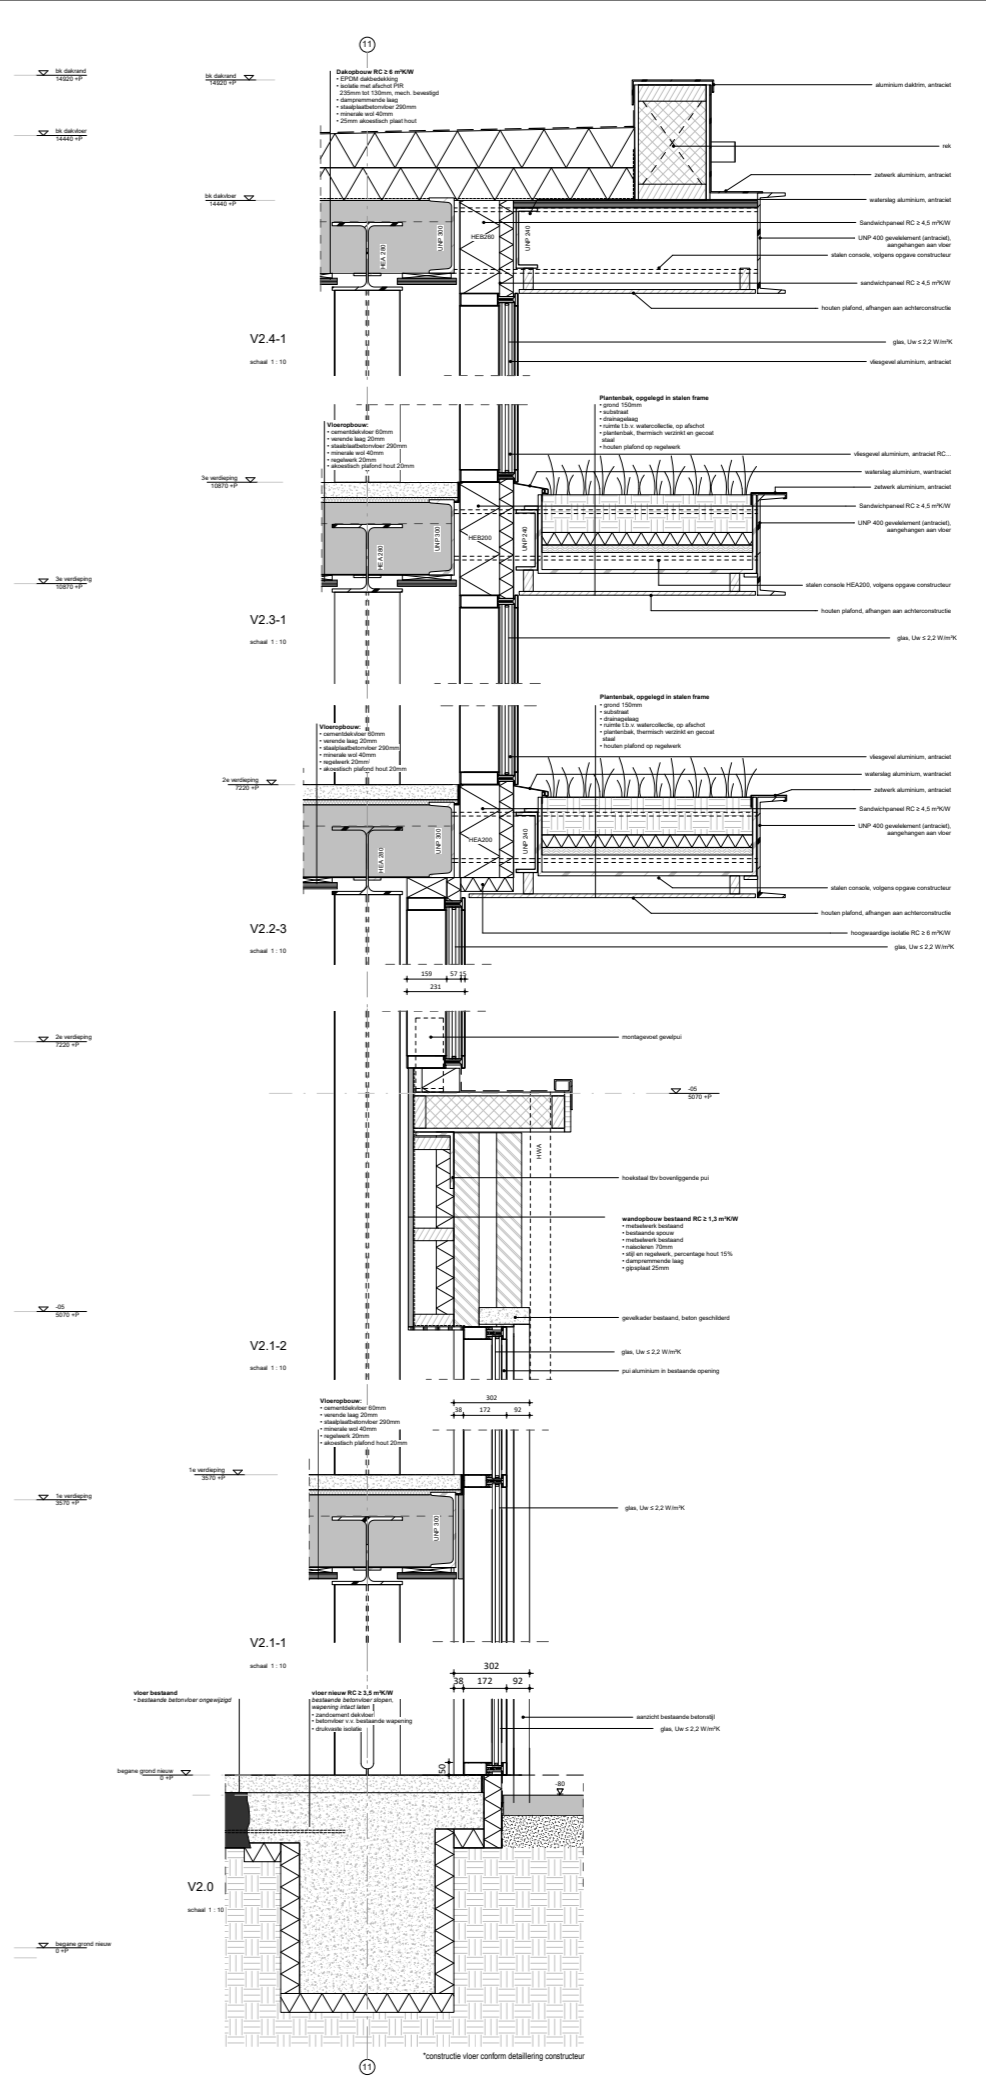 11
bk dakrand
14920 +P
bk dakrand
14920 +P
Dakopbouw RC ≥ 6 m²K/W
• EPDM dakbedekking
• isolatie met afschot PIR
235mm tot 130mm, mech. bevestigd
• dampremmende laag
• staalplaatbetonvloer 290mm
• minerale wol 40mm
• 25mm akoestisch plaat hout
aluminium daktrim, antraciet
bk dakvloer
14440 +P
rek
zetwerk aluminium, antraciet
bk dakvloer
14440 +P
waterslag aluminium, antraciet
Sandwichpaneel RC ≥ 4,5 m²K/W
HEA 280
UNP 300
HEB260
UNP 240
UNP 400 gevelelement (antraciet),
aangehangen aan vloer
stalen console, volgens opgave constructeur
sandwichpaneel RC ≥ 4,5 m²K/W
houten plafond, afhangen aan achterconstructie
V2.4-1
schaal 1 : 10
glas, Uw ≤ 2,2 W/m²K
vliesgevel aluminium, antraciet
Plantenbak, opgelegd in stalen frame
• grond 150mm
• substraat
• drainagelaag
• ruimte t.b.v. watercollectie, op afschot
• plantenbak, thermisch verzinkt en gecoat
staal
• houten plafond op regelwerk
Vloeropbouw:
• cementdekvloer 60mm
• verende laag 20mm
• staalplaatbetonvloer 290mm
• minerale wol 40mm
• regelwerk 20mm
• akoestisch plafond hout 20mm
vliesgevel aluminium, antraciet RC...
waterslag aluminium, wantraciet
3e verdieping
10870 +P
zetwerk aluminium, antraciet
Sandwichpaneel RC ≥ 4,5 m²K/W
HEA 280
UNP 300
HEB200
UNP 240
UNP 400 gevelelement (antraciet),
aangehangen aan vloer
3e verdieping
10870 +P
stalen console HEA200, volgens opgave constructeur
houten plafond, afhangen aan achterconstructie
V2.3-1
schaal 1 : 10
glas, Uw ≤ 2,2 W/m²K
Plantenbak, opgelegd in stalen frame
• grond 150mm
• substraat
• drainagelaag
• ruimte t.b.v. watercollectie, op afschot
• plantenbak, thermisch verzinkt en gecoat
staal
• houten plafond op regelwerk
Vloeropbouw:
• cementdekvloer 60mm
• verende laag 20mm
• staalplaatbetonvloer 290mm
• minerale wol 40mm
• regelwerk 20mm
• akoestisch plafond hout 20mm
vliesgevel aluminium, antraciet
waterslag aluminium, wantraciet
2e verdieping
7220 +P
zetwerk aluminium, antraciet
Sandwichpaneel RC ≥ 4,5 m²K/W
HEA 280
UNP 300
HEA200
UNP 240
UNP 400 gevelelement (antraciet),
aangehangen aan vloer
stalen console, volgens opgave constructeur
houten plafond, afhangen aan achterconstructie
V2.2-3
schaal 1 : 10
hoogwaardige isolatie RC ≥ 6 m²K/W
glas, Uw ≤ 2,2 W/m²K
159 57 15
231
2e verdieping
7220 +P
montagevoet gevelpui
-05
5070 +P
HWA
hoekstaal tbv bovenliggende pui
wandopbouw bestaand RC ≥ 1,3 m²K/W
• metselwerk bestaand
• bestaande spouw
• metselwerk bestaand
• naisoleren 70mm
• stijl en regelwerk, percentage hout 15%
• dampremmende laag
• gipsplaat 25mm
-05
5070 +P
gevelkader bestaand, beton geschilderd
V2.1-2
schaal 1 : 10
glas, Uw ≤ 2,2 W/m²K
pui aluminium in bestaande opening
302
38 172 92
Vloeropbouw:
• cementdekvloer 60mm
• verende laag 20mm
• staalplaatbetonvloer 290mm
• minerale wol 40mm
• regelwerk 20mm
• akoestisch plafond hout 20mm
1e verdieping
3570 +P
1e verdieping
3570 +P
UNP 300
glas, Uw ≤ 2,2 W/m²K
V2.1-1
schaal 1 : 10
302
38 172 92
vloer bestaand
• bestaande betonvloer ongewijzigd
vloer nieuw RC ≥ 3,5 m²K/W
bestaande betonvloer slopen,
wapening intact laten
• zandcement dekvloer
• betonvloer v.v. bestaande wapening
• drukvaste isolatie
aanzicht bestaande betonstijl
glas, Uw ≤ 2,2 W/m²K
50
begane grond nieuw
0 +P
-80
V2.0
schaal 1 : 10
begane grond nieuw
0 +P
*constructie vloer conform detaillering constructeur
11